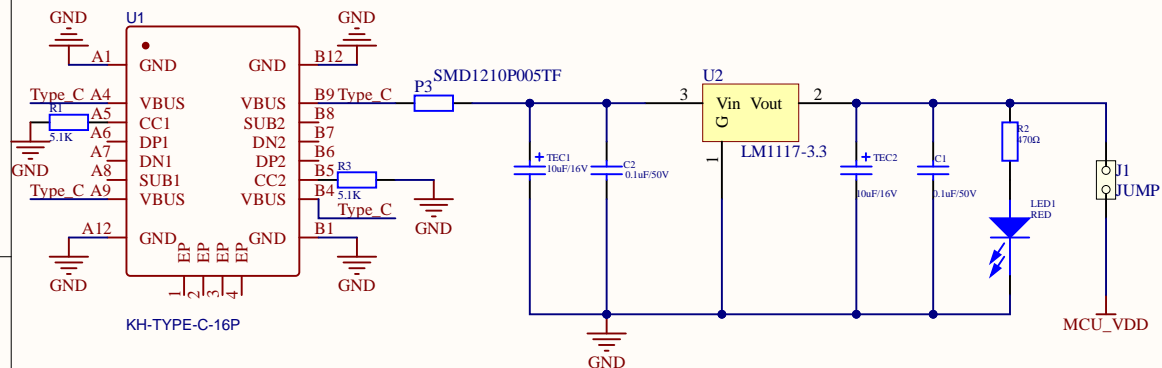 U1
GND
GND
A1
GND
GND
B12
SMD1210P005TF
P3
U2
Type_C
A4
VBUS
VBUS
B9
Type_C
3
Vin
Vout
2
G
1
LM1117-3.3
R1
5.1K
GND
A5
CC1
SUB2
B8
A6
DP1
DN2
B7
A7
DN1
DP2
B6
A8
SUB1
CC2
B5
R3
5.1K
Type_C
A9
VBUS
VBUS
B4
Type_C
GND
A12
GND
GND
B1
GND
GND
EP
EP
EP
EP
1
2
3
4
KH-TYPE-C-16P
+
TEC1
10uF/16V
C2
0.1uF/50V
+
TEC2
10uF/16V
C1
0.1uF/50V
R2
470Ω
LED1
RED
J1
JUMP
GND
MCU_VDD